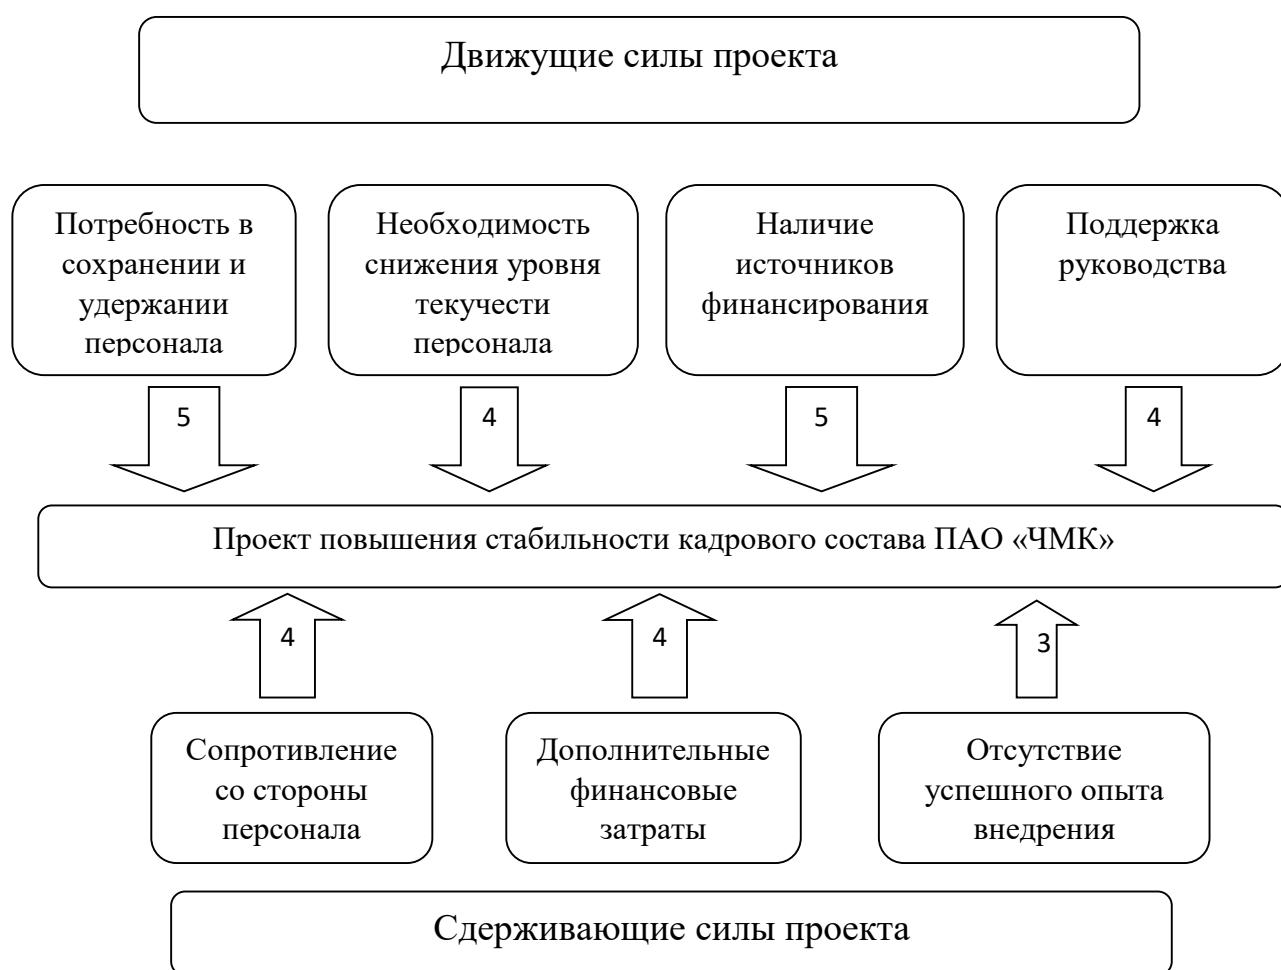 Движущие силы проекта
Потребность в
сохранении и
удержании
персонала
Необходимость
снижения уровня
текучести
персонала
Наличие
источников
финансирования
Поддержка
руководства
5
4
5
4
Проект повышения стабильности кадрового состава ПАО «ЧМК»
4
4
3
Сопротивление
со стороны
персонала
Дополнительные
финансовые
затраты
Отсутствие
успешного опыта
внедрения
Сдерживающие силы проекта